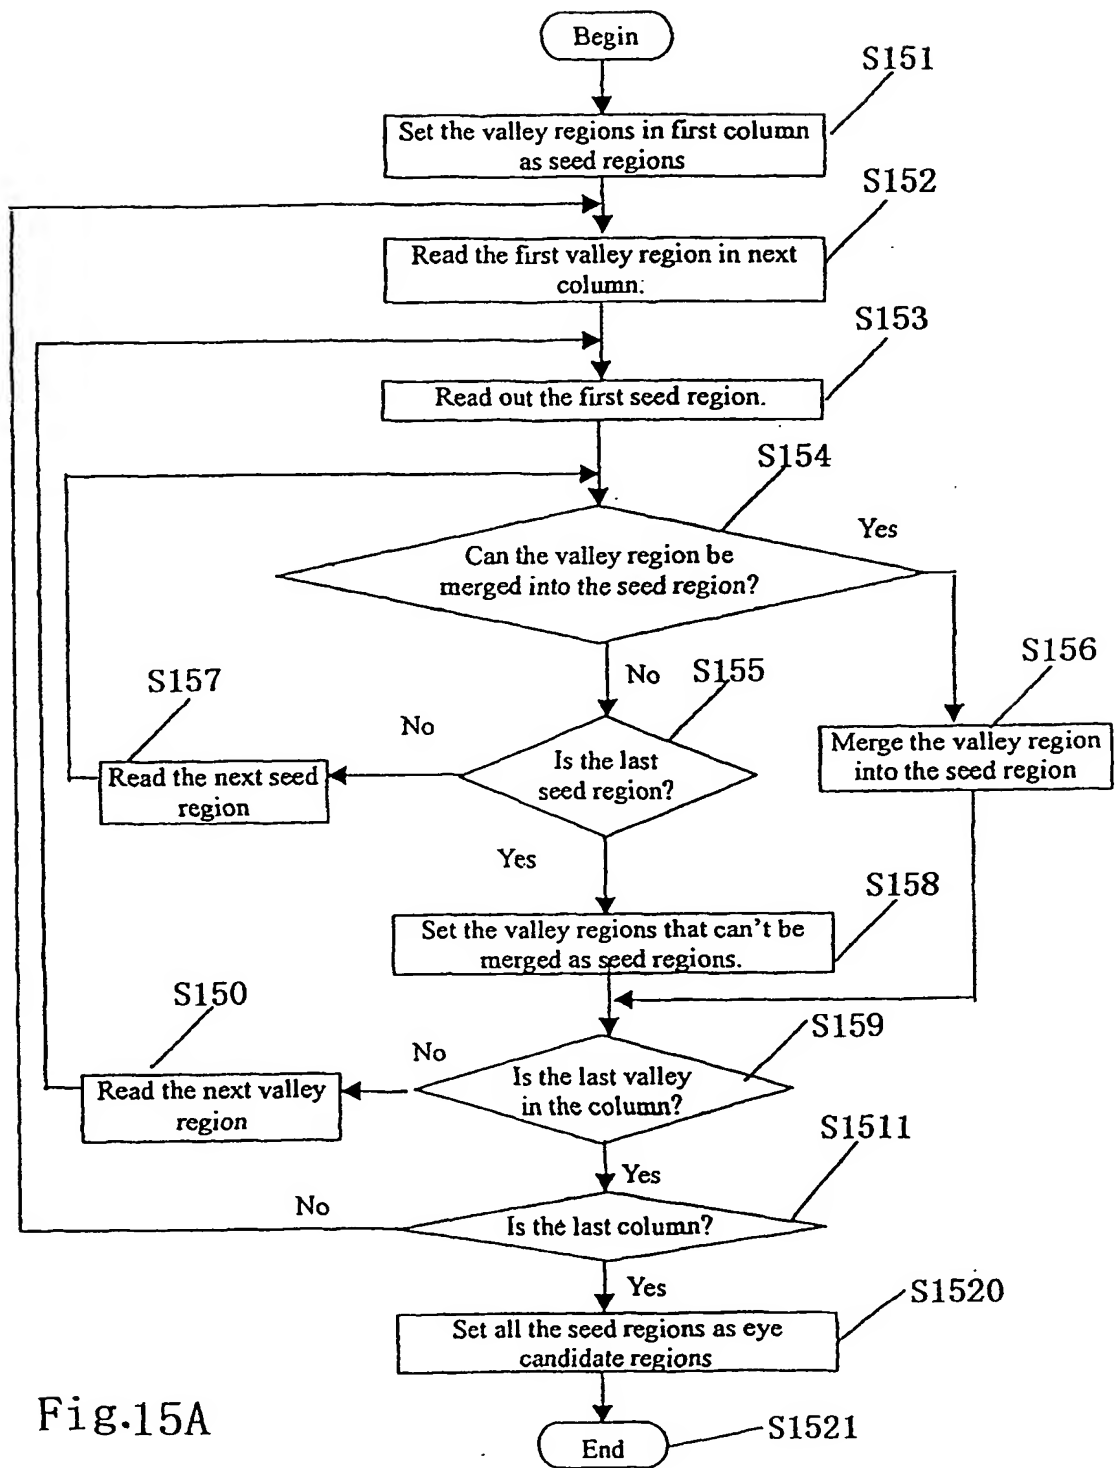 Begin
S151
Set the valley regions in first column
as seed regions
S152
Read the first valley region in next
column.
S153
Read out the first seed region.
S154
Yes
Can the valley region be
merged into the seed region?
S156
No
S155
S157
No
Merge the valley region
into the seed region
Is the last
seed region?
Read the next seed
region
Yes
S158
Set the valley regions that can't be
merged as seed regions.
S150
S159
No
Is the last valley
in the column?
Read the next valley
region
S1511
Yes
No
Is the last column?
Yes
S1520
Set all the seed regions as eye
candidate regions
Fig.15A
S1521
End